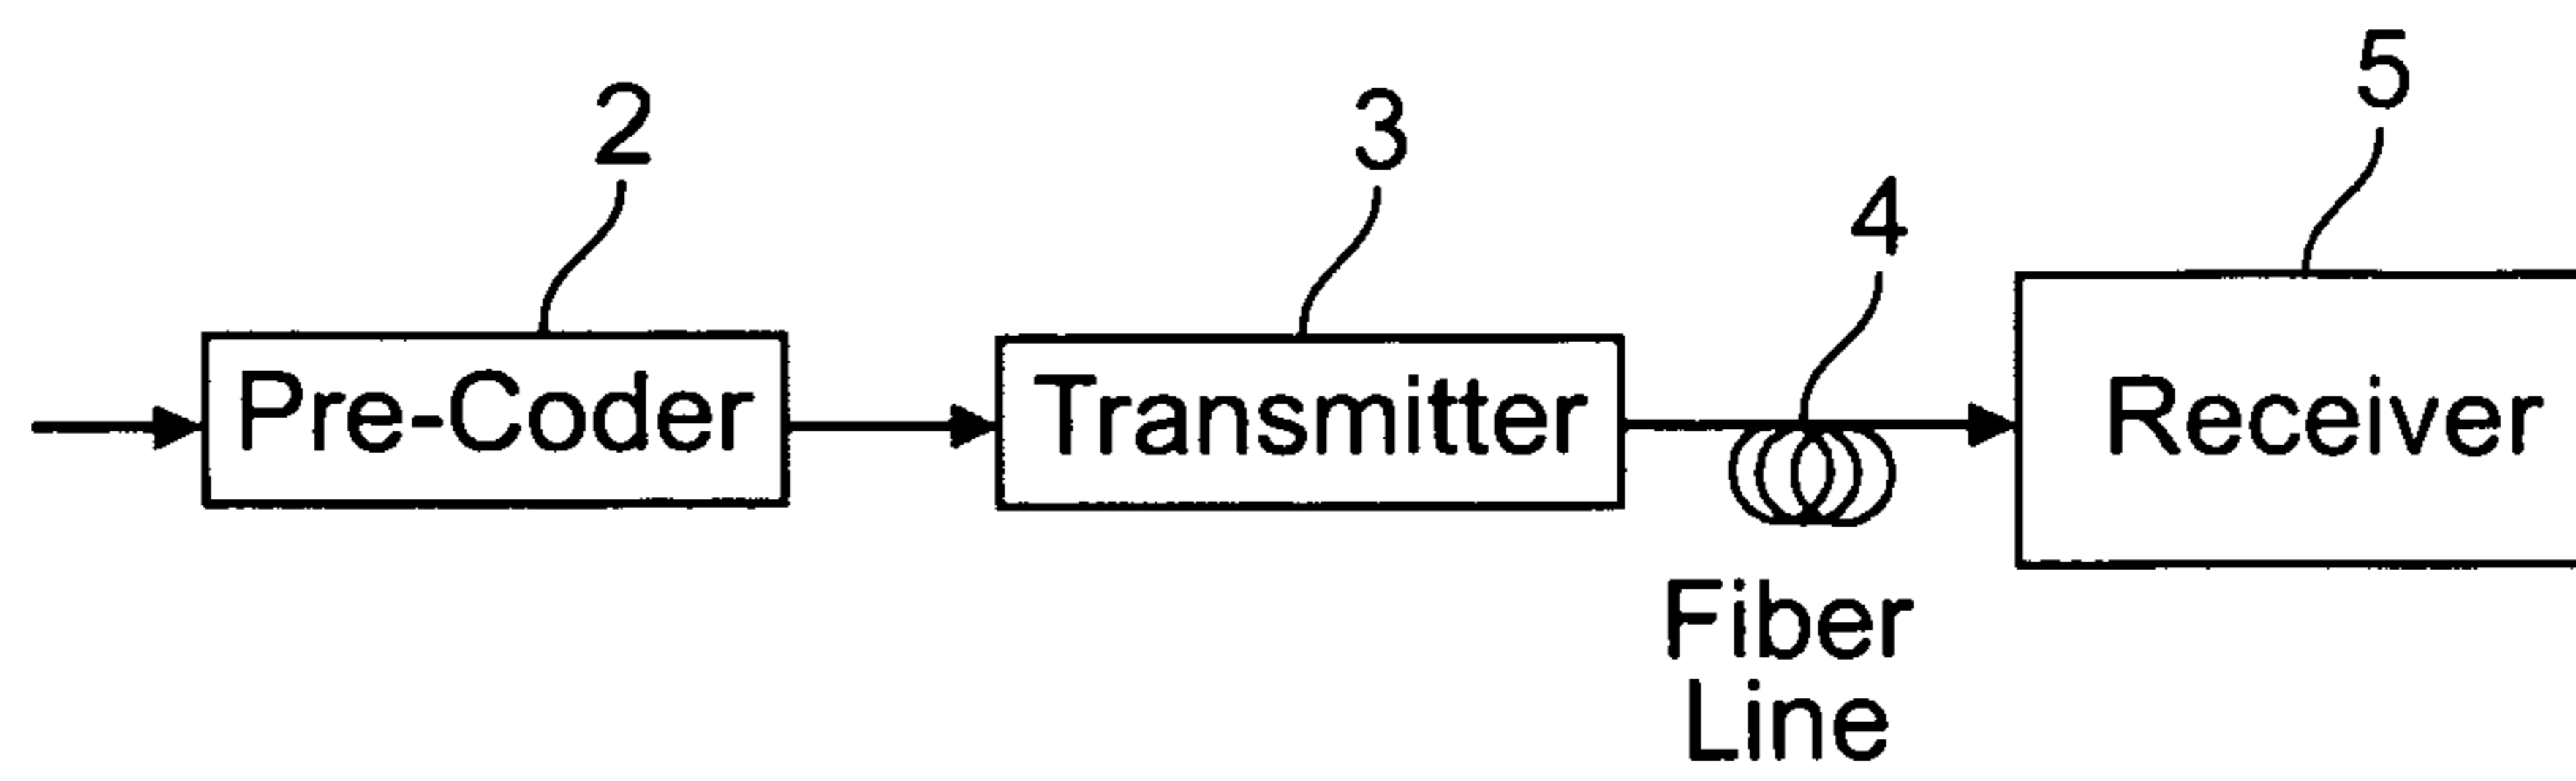 2
3
4
5
Pre-Coder
Transmitter
Receiver
Fiber
Line